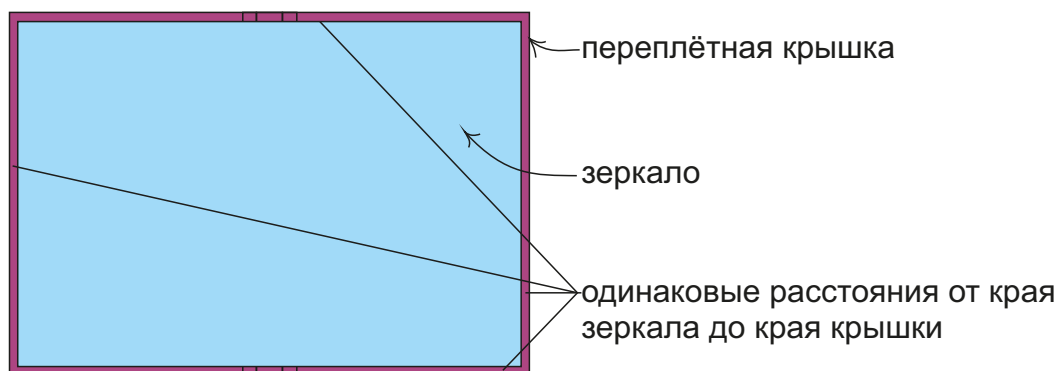 переплётная крышка
зеркало
одинаковые расстояния от края
зеркала до края крышки